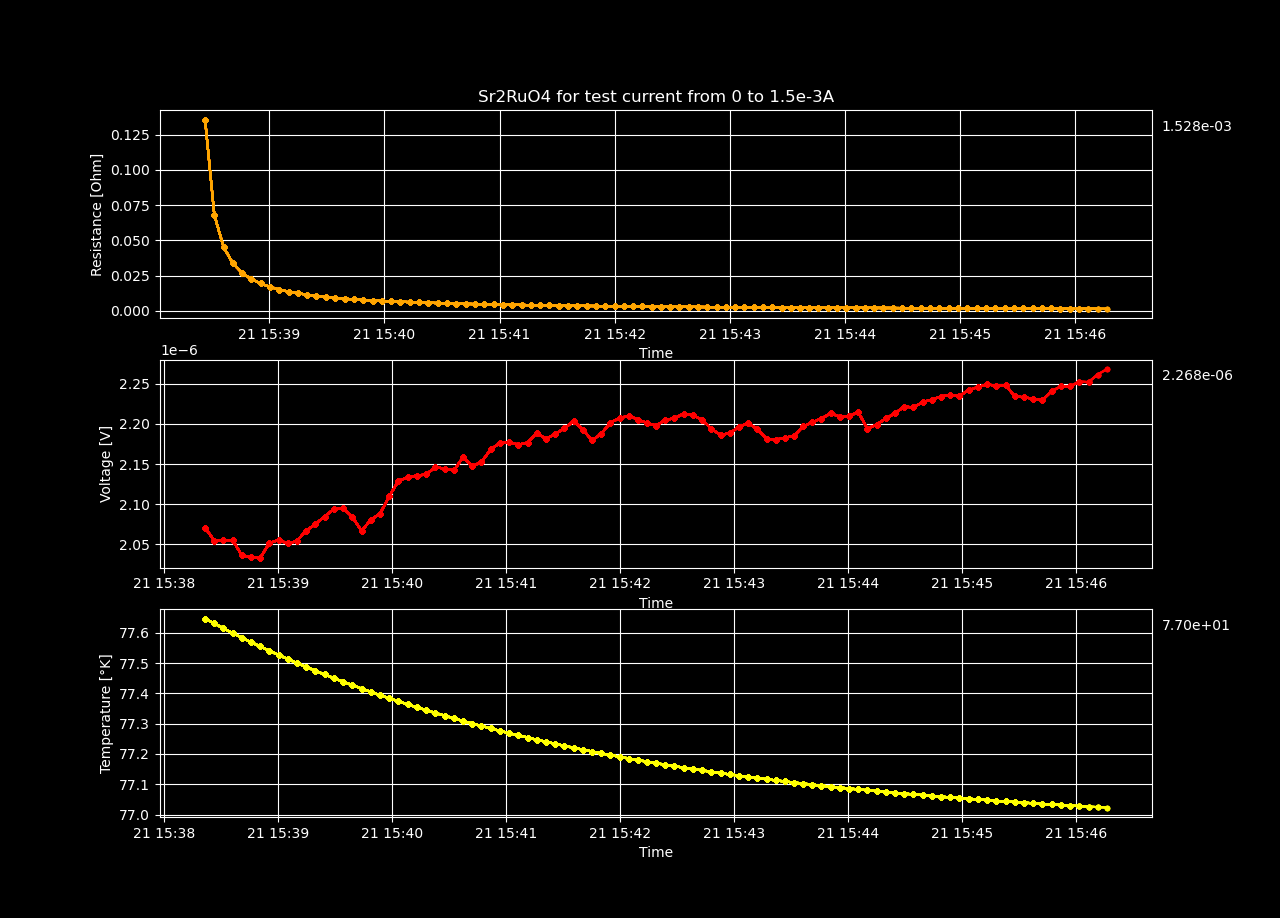 Sr2RuO4 for test current from 0 to 1.5e-3A
1.528e-03
Resistance [Ohm]
0.125
0.100
0.075
0.050
0.025
0.000
21 15:39 21 15:40 21 15:41 21 15:42 21 15:43 21 15:44 21 15:45 21 15:46
Time
1e−6
2.268e-06
Voltage [V]
2.25
2.20
2.15
2.10
2.05
21 15:38 21 15:39 21 15:40 21 15:41 21 15:42 21 15:43 21 15:44 21 15:45 21 15:46
Time
7.70e+01
Temperature [°K]
77.6
77.5
77.4
77.3
77.2
77.1
77.0
21 15:38 21 15:39 21 15:40 21 15:41 21 15:42 21 15:43 21 15:44 21 15:45 21 15:46
Time